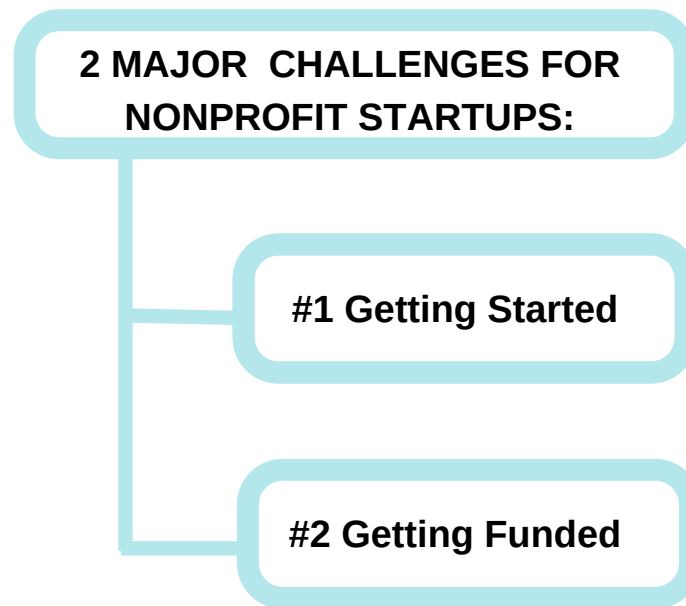 2 MAJOR  CHALLENGES FOR
NONPROFIT STARTUPS:
#1 Getting Started
#2 Getting Funded